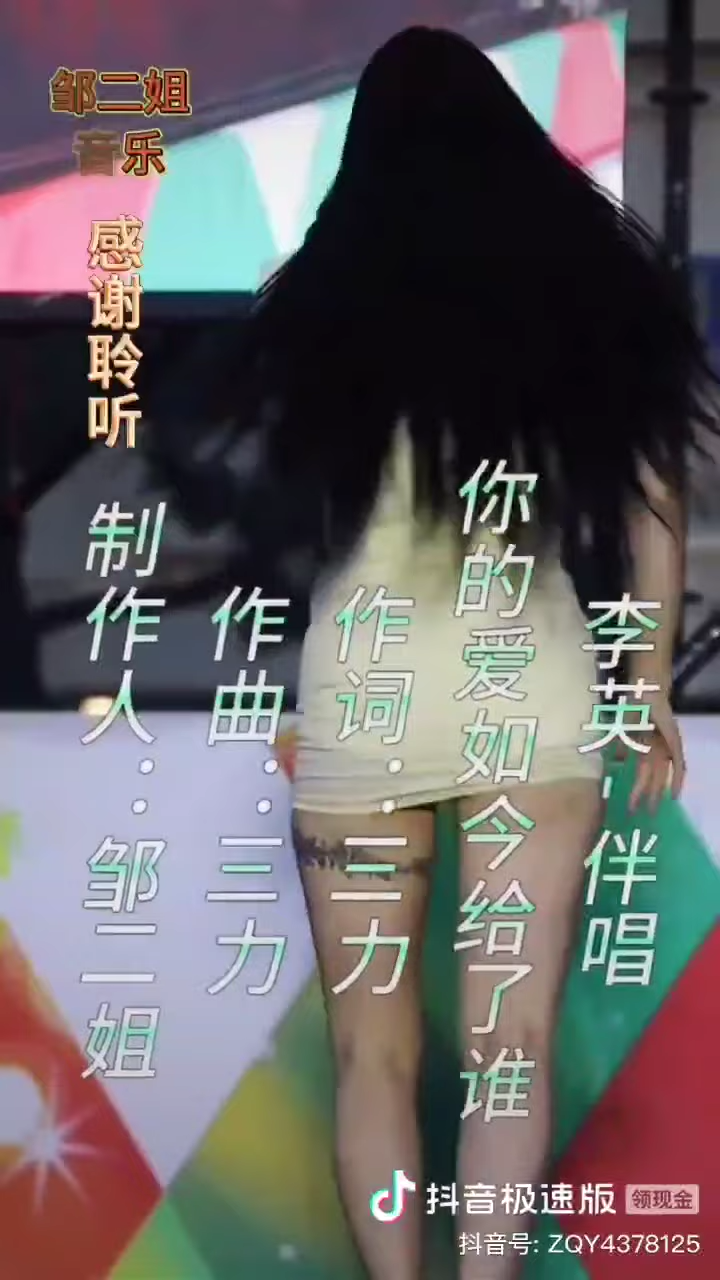 邹二姐
音乐
感谢聆听
李英-伴唱
你的爱如今给了谁
作词：三力
作曲：三力
制作人：邹二姐
抖音极速版 领现金
抖音号: ZQY4378125